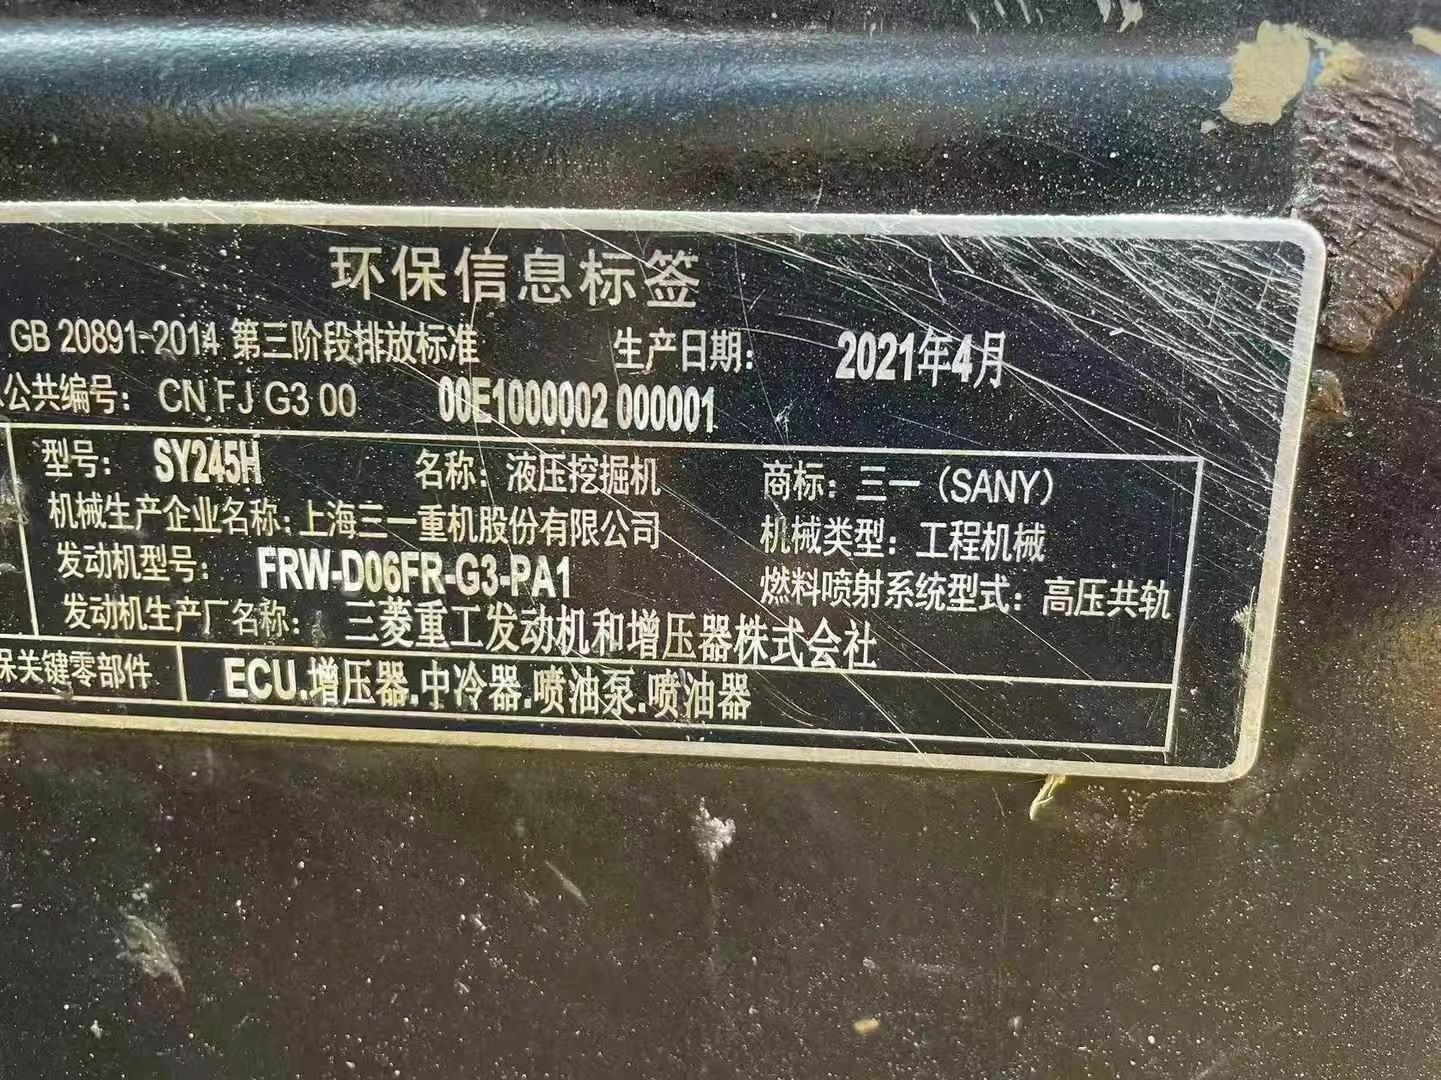 环保信息标签
GB 20891-2014 第三阶段排放标准 生产日期: 2021年4月
公共编号: CN FJ G3 00 00E1000002 000001
型号: SY245H 名称: 液压挖掘机 商标: 三一 (SANY)
机械生产企业名称: 上海三一重机股份有限公司 机械类型: 工程机械
发动机型号: FRW-D06FR-G3-PA1 燃料喷射系统型式: 高压共轨
发动机生产厂名称: 三菱重工发动机和增压器株式会社
保关键零部件 ECU.增压器.中冷器.喷油泵.喷油器